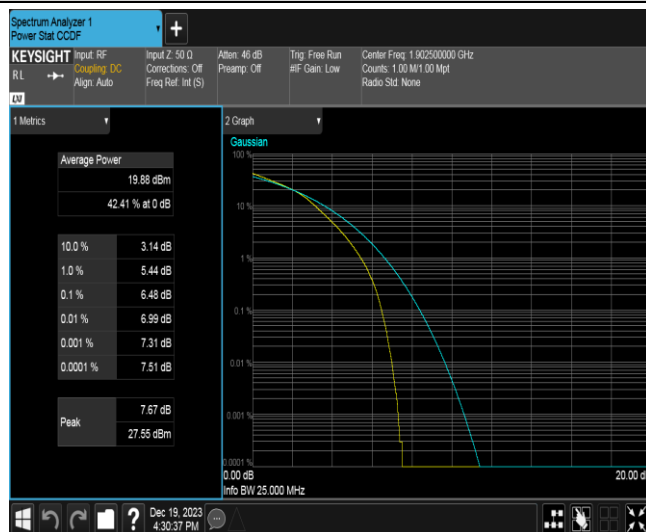 Spectrum Analyzer 1
Power Stat CCDF
KEYSIGHT
RL
Input: RF
Coupling: DC
Align: Auto
Input Z: 50 Ω
Corrections: Off
Freq Ref: Int (S)
Atten: 46 dB
Preamp: Off
Trig: Free Run
#IF Gain: Low
Center Freq: 1.902500000 GHz
Counts: 1.00 M/1.00 Mpt
Radio Std: None
LXI
1 Metrics
Average Power
19.88 dBm
42.41 % at 0 dB
10.0 % 3.14 dB
1.0 % 5.44 dB
0.1 % 6.48 dB
0.01 % 6.99 dB
0.001 % 7.31 dB
0.0001 % 7.51 dB
Peak
7.67 dB
27.55 dBm
2 Graph
Gaussian
100 %
10 %
1 %
0.1 %
0.01 %
0.001 %
0.0001 %
0.00 dB
20.00 d
Info BW 25.000 MHz
?
Dec 19, 2023
4:30:37 PM